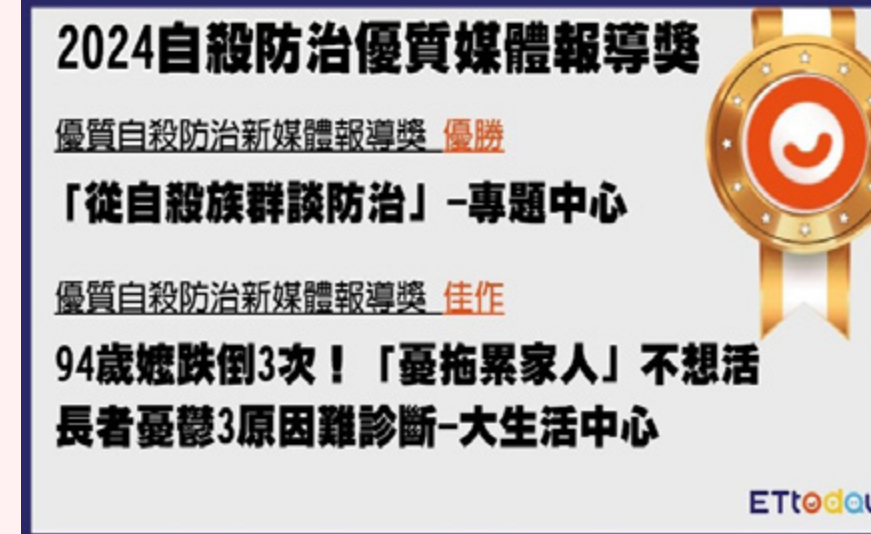 2024自殺防治優質媒體報導獎
優質自殺防治新媒體報導獎_優勝
「從自殺族群談防治」-專題中心
優質自殺防治新媒體報導獎_佳作
94歲嬤跌倒3次！「憂拖累家人」不想活
長者憂鬱3原因難診斷-大生活中心
ETtoday